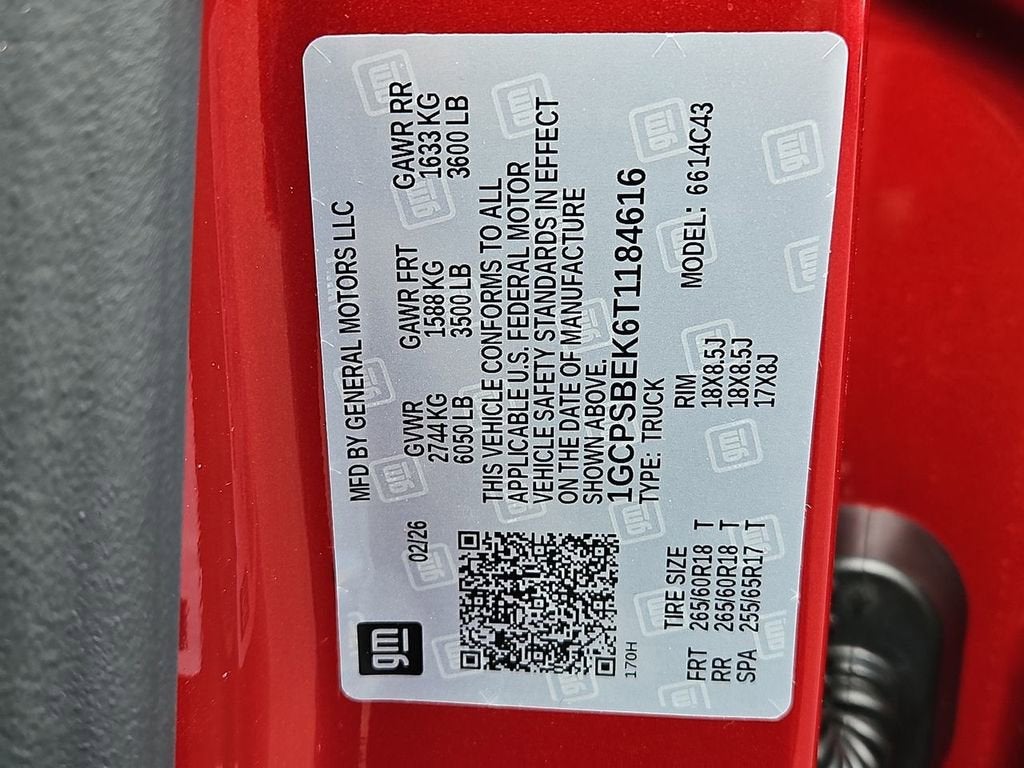 gm
02/26
MFD BY GENERAL MOTORS LLC
GVWR GAWR FRT GAWR RR
2744 KG 1588 KG 1633 KG
6050 LB 3500 LB 3600 LB
THIS VEHICLE CONFORMS TO ALL
APPLICABLE U.S. FEDERAL MOTOR
VEHICLE SAFETY STANDARDS IN EFFECT
ON THE DATE OF MANUFACTURE
SHOWN ABOVE.
1GCPSBEK6T1184616
TYPE: TRUCK MODEL: 6614C43
170H
TIRE SIZE RIM
FRT 265/60R18 T 18X8.5J
RR 265/60R18 T 18X8.5J
SPA 255/65R17 T 17X8J